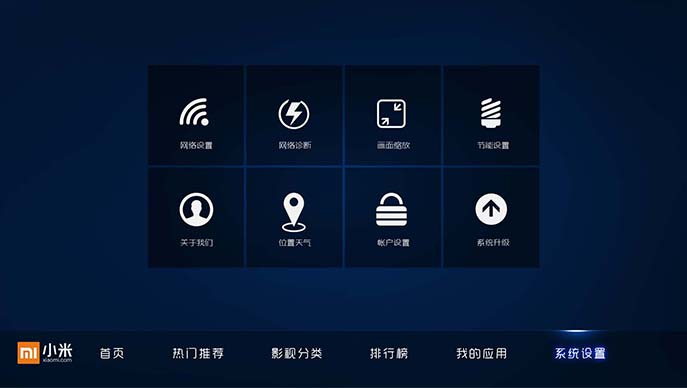 网络设置
网络诊断
画面缩放
节能设置
关于我们
位置天气
帐户设置
系统升级
mi 小米
xiaomi.com
首页
热门推荐
影视分类
排行榜
我的应用
系统设置